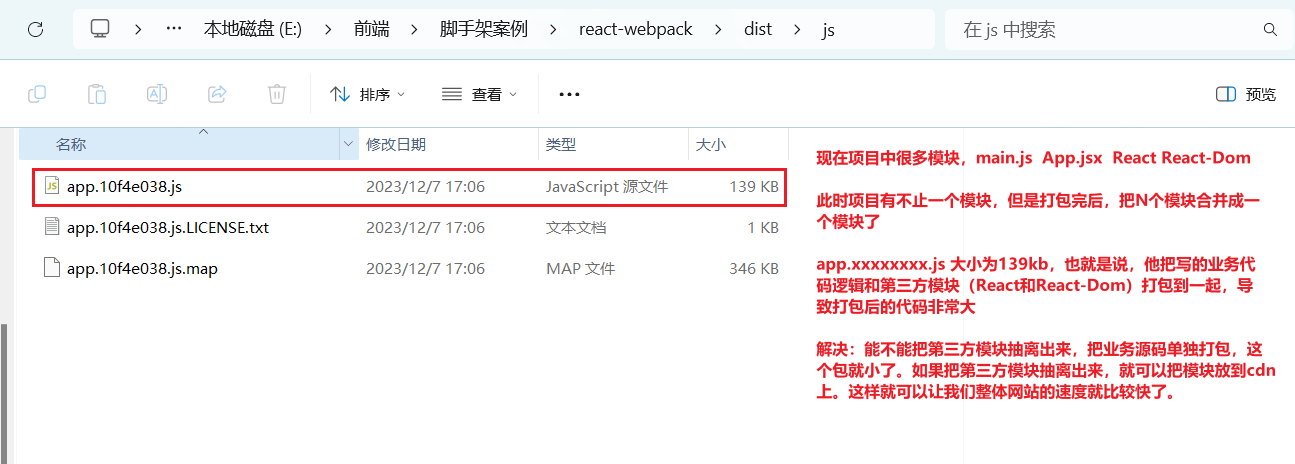 … 本地磁盘 (E:) > 前端 > 脚手架案例 > react-webpack > dist > js
在 js 中搜索
排序 查看 ••• 预览
名称 修改日期 类型 大小
app.10f4e038.js 2023/12/7 17:06 JavaScript 源文件 139 KB
app.10f4e038.js.LICENSE.txt 2023/12/7 17:06 文本文档 1 KB
app.10f4e038.js.map 2023/12/7 17:06 MAP 文件 346 KB
现在项目中很多模块，main.js App.jsx React React-Dom
此时项目有不止一个模块，但是打包完后，把N个模块合并成一
个模块了
app.xxxxxxxx.js 大小为139kb，也就是说，他把写的业务代
码逻辑和第三方模块（React和React-Dom）打包到一起，导
致打包后的代码非常大
解决：能不能把第三方模块抽离出来，把业务源码单独打包，这
个包就小了。如果把第三方模块抽离出来，就可以把模块放到cdn
上。这样就可以让我们整体网站的速度就比较快了。